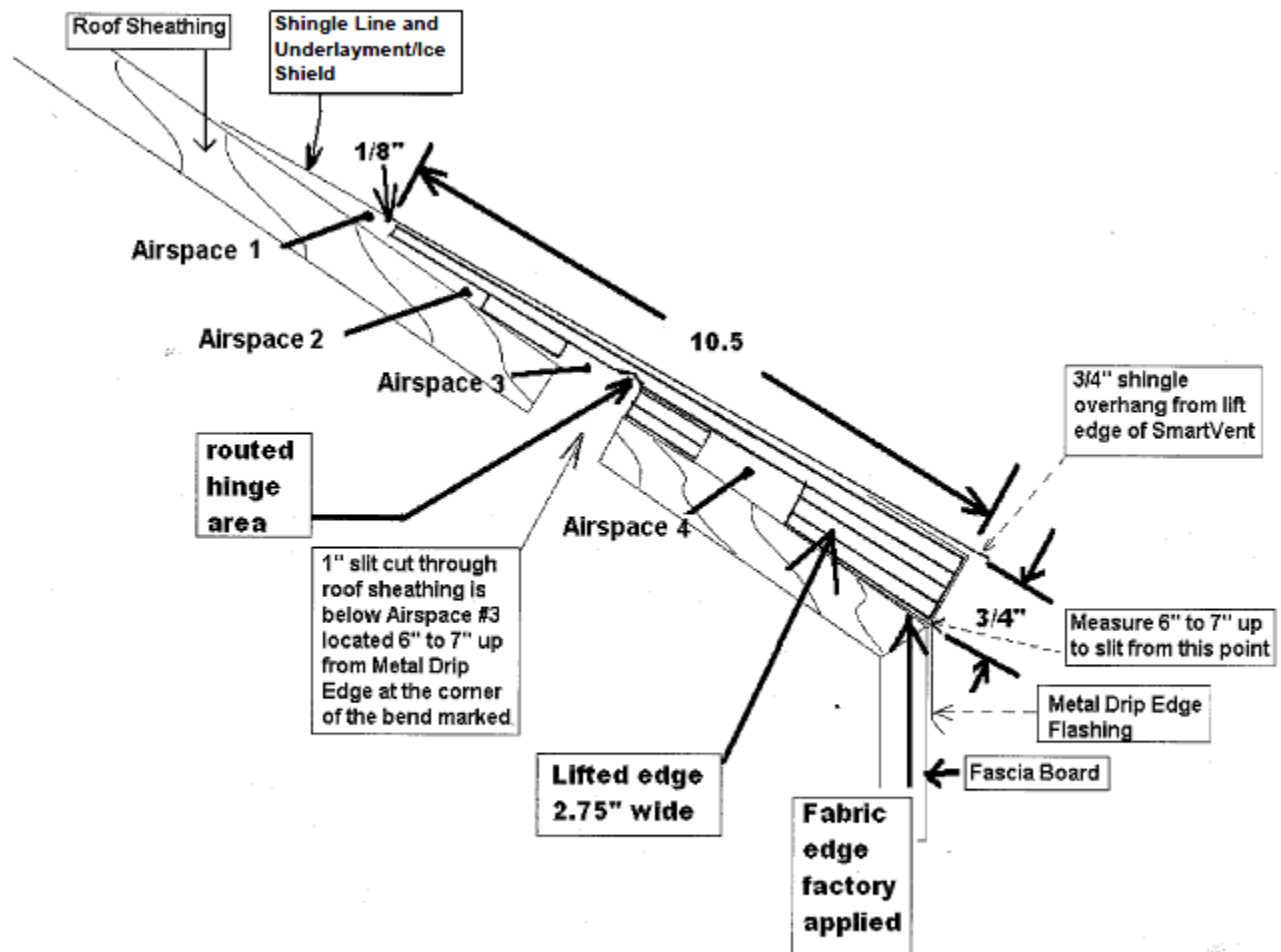 Roof Sheathing
Shingle Line and
Underlayment/Ice
Shield
1/8"
Airspace 1
Airspace 2
10.5
Airspace 3
3/4" shingle
overhang from lift
edge of SmartVent
routed
hinge
area
Airspace 4
1" slit cut through
roof sheathing is
below Airspace #3
located 6" to 7" up
from Metal Drip
Edge at the corner
of the bend marked
3/4"
Measure 6" to 7" up
to slit from this point
Metal Drip Edge
Flashing
Lifted edge
2.75" wide
Fascia Board
Fabric
edge
factory
applied